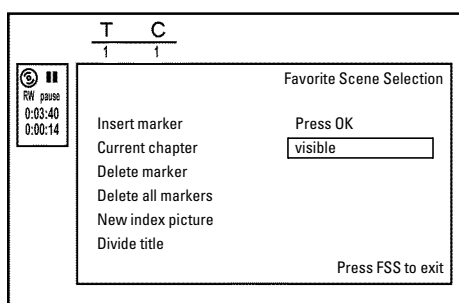 T C
1 1
RW pause
0:03:40
0:00:14
Favorite Scene Selection
Insert marker Press OK
Current chapter visible
Delete marker
Delete all markers
New index picture
Divide title
Press FSS to exit